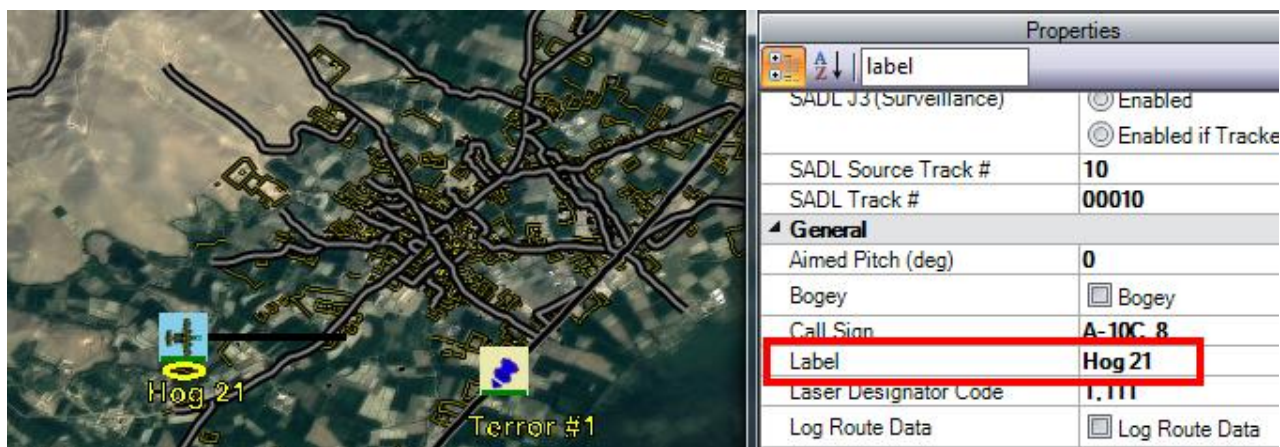 Properties
label
SADL J3 (Surveillance)
Enabled
Enabled if Tracke
SADL Source Track # 10
SADL Track # 00010
General
Aimed Pitch (deg) 0
Bogey Bogey
Call Sign A-10C_8
Label Hog 21
Laser Designator Code 1,111
Log Route Data Log Route Data
Hog 21
Terror #1